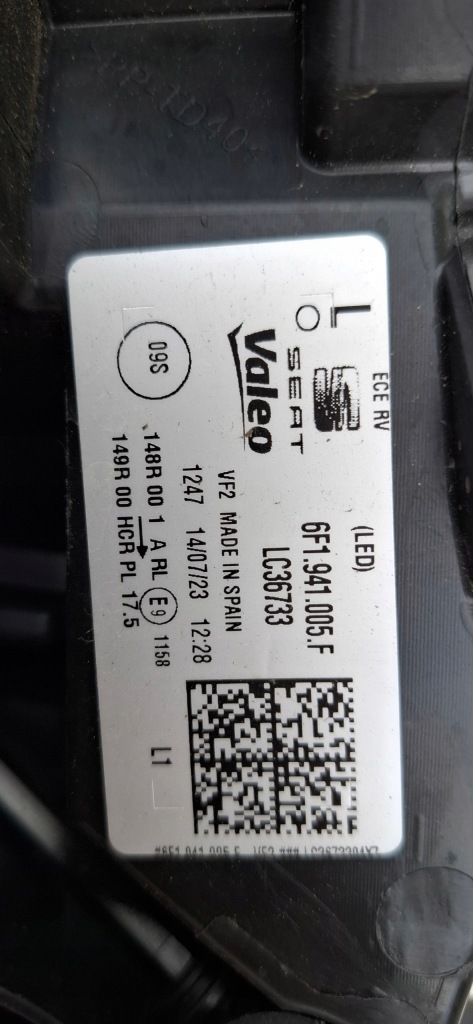 L
ECE RV
SEAT
Valeo
09S
(LED)
6F1.941.005.F
LC36733
VF2 MADE IN SPAIN
1247 14/07/23 12:28
148R 00 1 A RL E9 1158
149R 00 HCR PL 17.5
L1